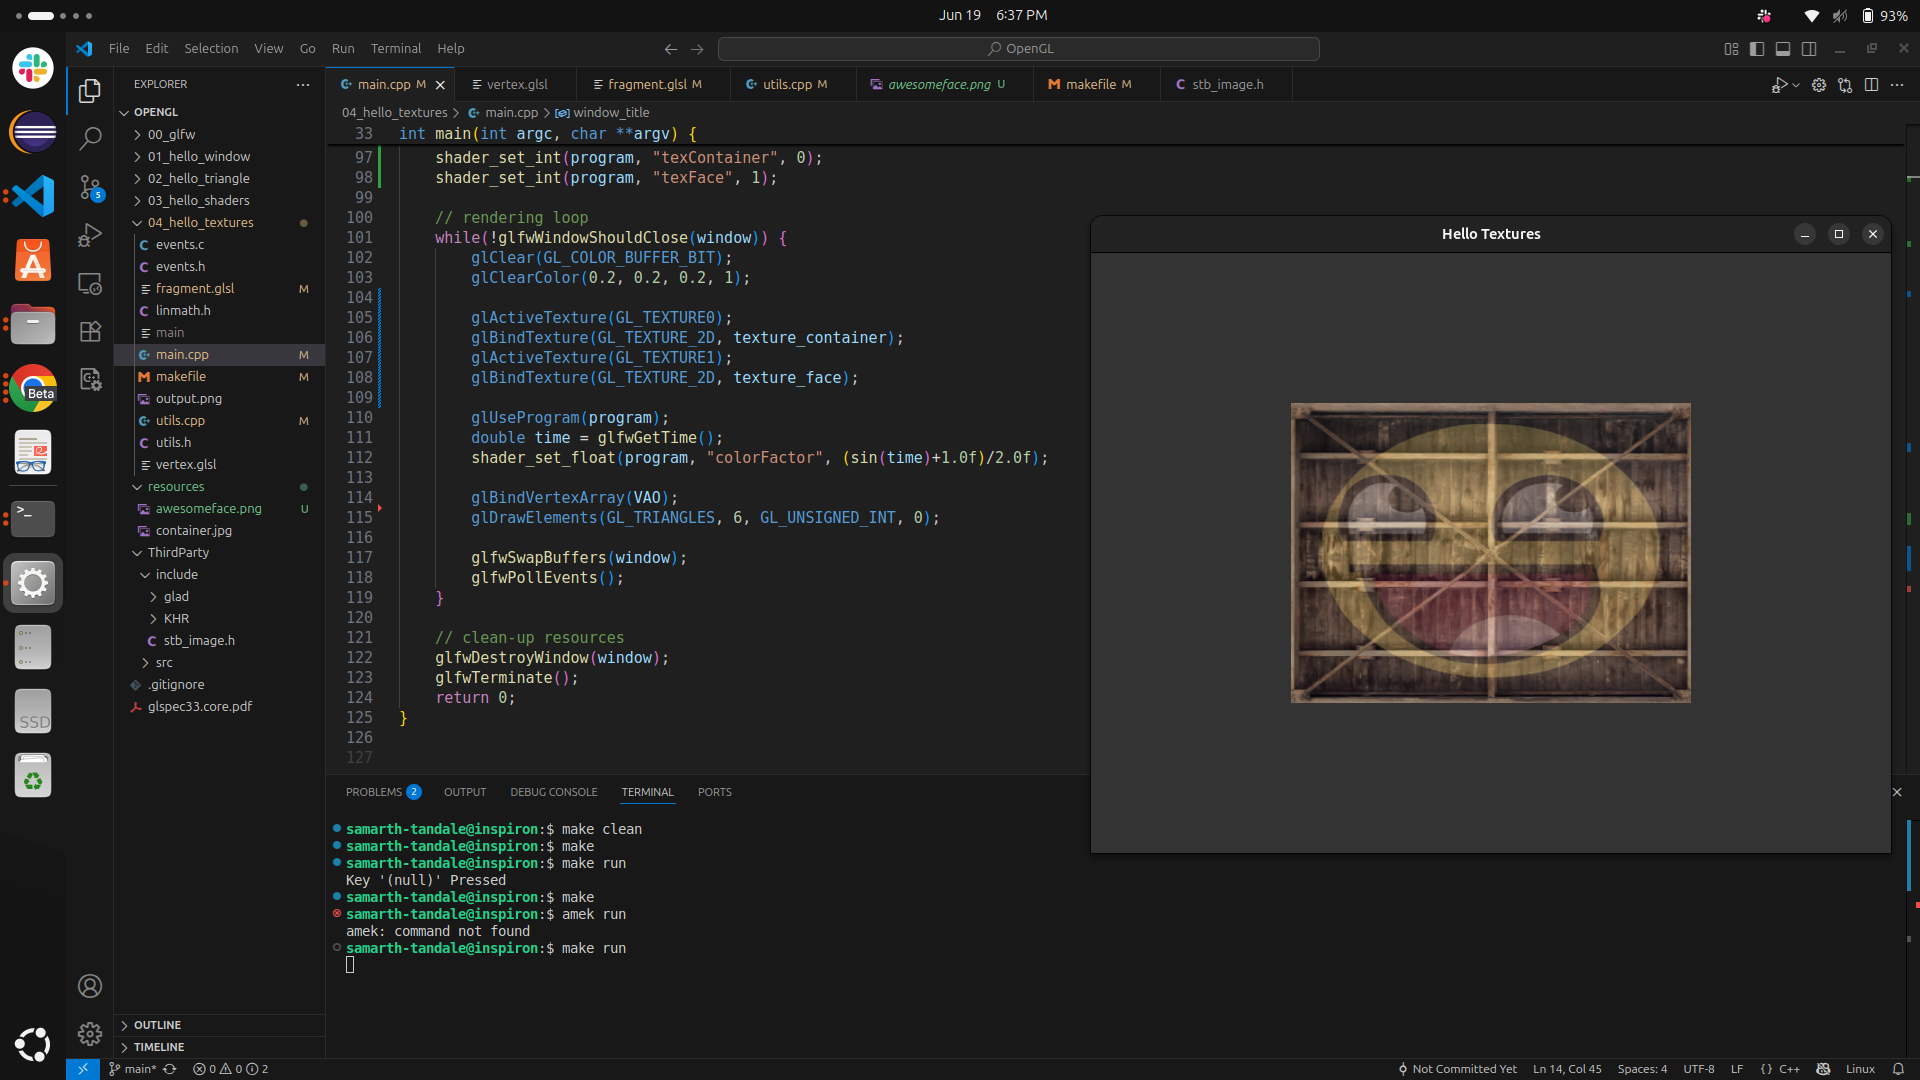 Jun 19 6:37 PM
93%
File Edit Selection View Go Run Terminal Help
OpenGL
EXPLORER
main.cpp M
vertex.glsl
fragment.glsl M
utils.cpp M
awesomeface.png U
makefile M
stb_image.h
04_hello_textures > main.cpp > window_title
OPENGL
00_glfw
01_hello_window
02_hello_triangle
03_hello_shaders
04_hello_textures
events.c
events.h
fragment.glsl M
linmath.h
main
main.cpp M
makefile M
output.png
utils.cpp M
utils.h
vertex.glsl
resources
awesomeface.png U
container.jpg
ThirdParty
include
glad
KHR
stb_image.h
src
.gitignore
glspec33.core.pdf
OUTLINE
TIMELINE
5
Beta
SSD
33 int main(int argc, char **argv) {
97 shader_set_int(program, "texContainer", 0);
98 shader_set_int(program, "texFace", 1);
99
100 // rendering loop
101 while(!glfwWindowShouldClose(window)) {
102 glClear(GL_COLOR_BUFFER_BIT);
103 glClearColor(0.2, 0.2, 0.2, 1);
104
105 glActiveTexture(GL_TEXTURE0);
106 glBindTexture(GL_TEXTURE_2D, texture_container);
107 glActiveTexture(GL_TEXTURE1);
108 glBindTexture(GL_TEXTURE_2D, texture_face);
109
110 glUseProgram(program);
111 double time = glfwGetTime();
112 shader_set_float(program, "colorFactor", (sin(time)+1.0f)/2.0f);
113
114 glBindVertexArray(VAO);
115 glDrawElements(GL_TRIANGLES, 6, GL_UNSIGNED_INT, 0);
116
117 glfwSwapBuffers(window);
118 glfwPollEvents();
119 }
120
121 // clean-up resources
122 glfwDestroyWindow(window);
123 glfwTerminate();
124 return 0;
125 }
126
127
Hello Textures
PROBLEMS 2 OUTPUT DEBUG CONSOLE TERMINAL PORTS
samarth-tandale@inspiron:$ make clean
samarth-tandale@inspiron:$ make
samarth-tandale@inspiron:$ make run
Key '(null)' Pressed
samarth-tandale@inspiron:$ make
samarth-tandale@inspiron:$ amek run
amek: command not found
samarth-tandale@inspiron:$ make run
main* 0 0 2
Not Committed Yet Ln 14, Col 45 Spaces: 4 UTF-8 LF {} C++ Linux